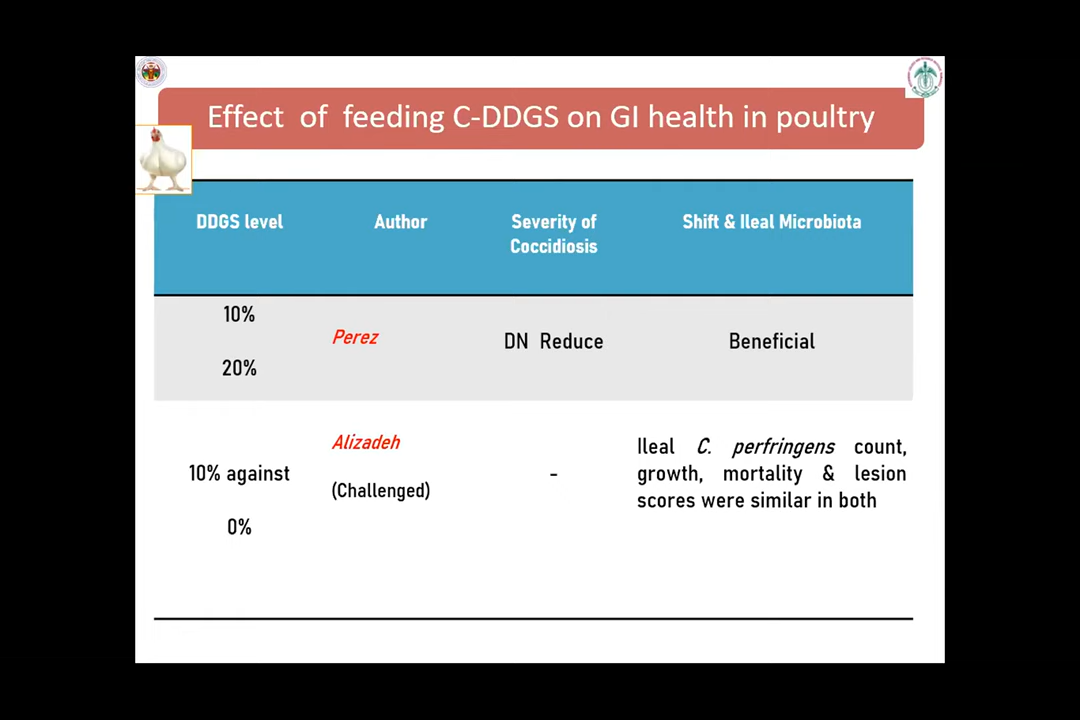 Effect of feeding C-DDGS on GI health in poultry
DDGS level
Author
Severity of
Coccidiosis
Shift & Ileal Microbiota
10%
20%
Perez
DN Reduce
Beneficial
10% against
0%
Alizadeh
(Challenged)
-
Ileal C. perfringens count,
growth, mortality & lesion
scores were similar in both